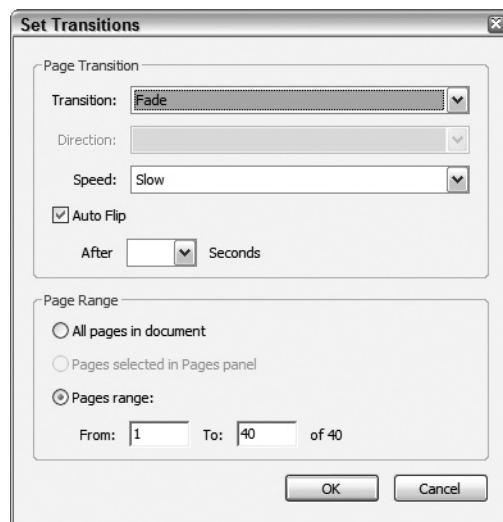 Set Transitions
Page Transition
Transition: Fade
Direction:
Speed: Slow
Auto Flip
After Seconds
Page Range
All pages in document
Pages selected in Pages panel
Pages range:
From: 1 To: 40 of 40
OK Cancel